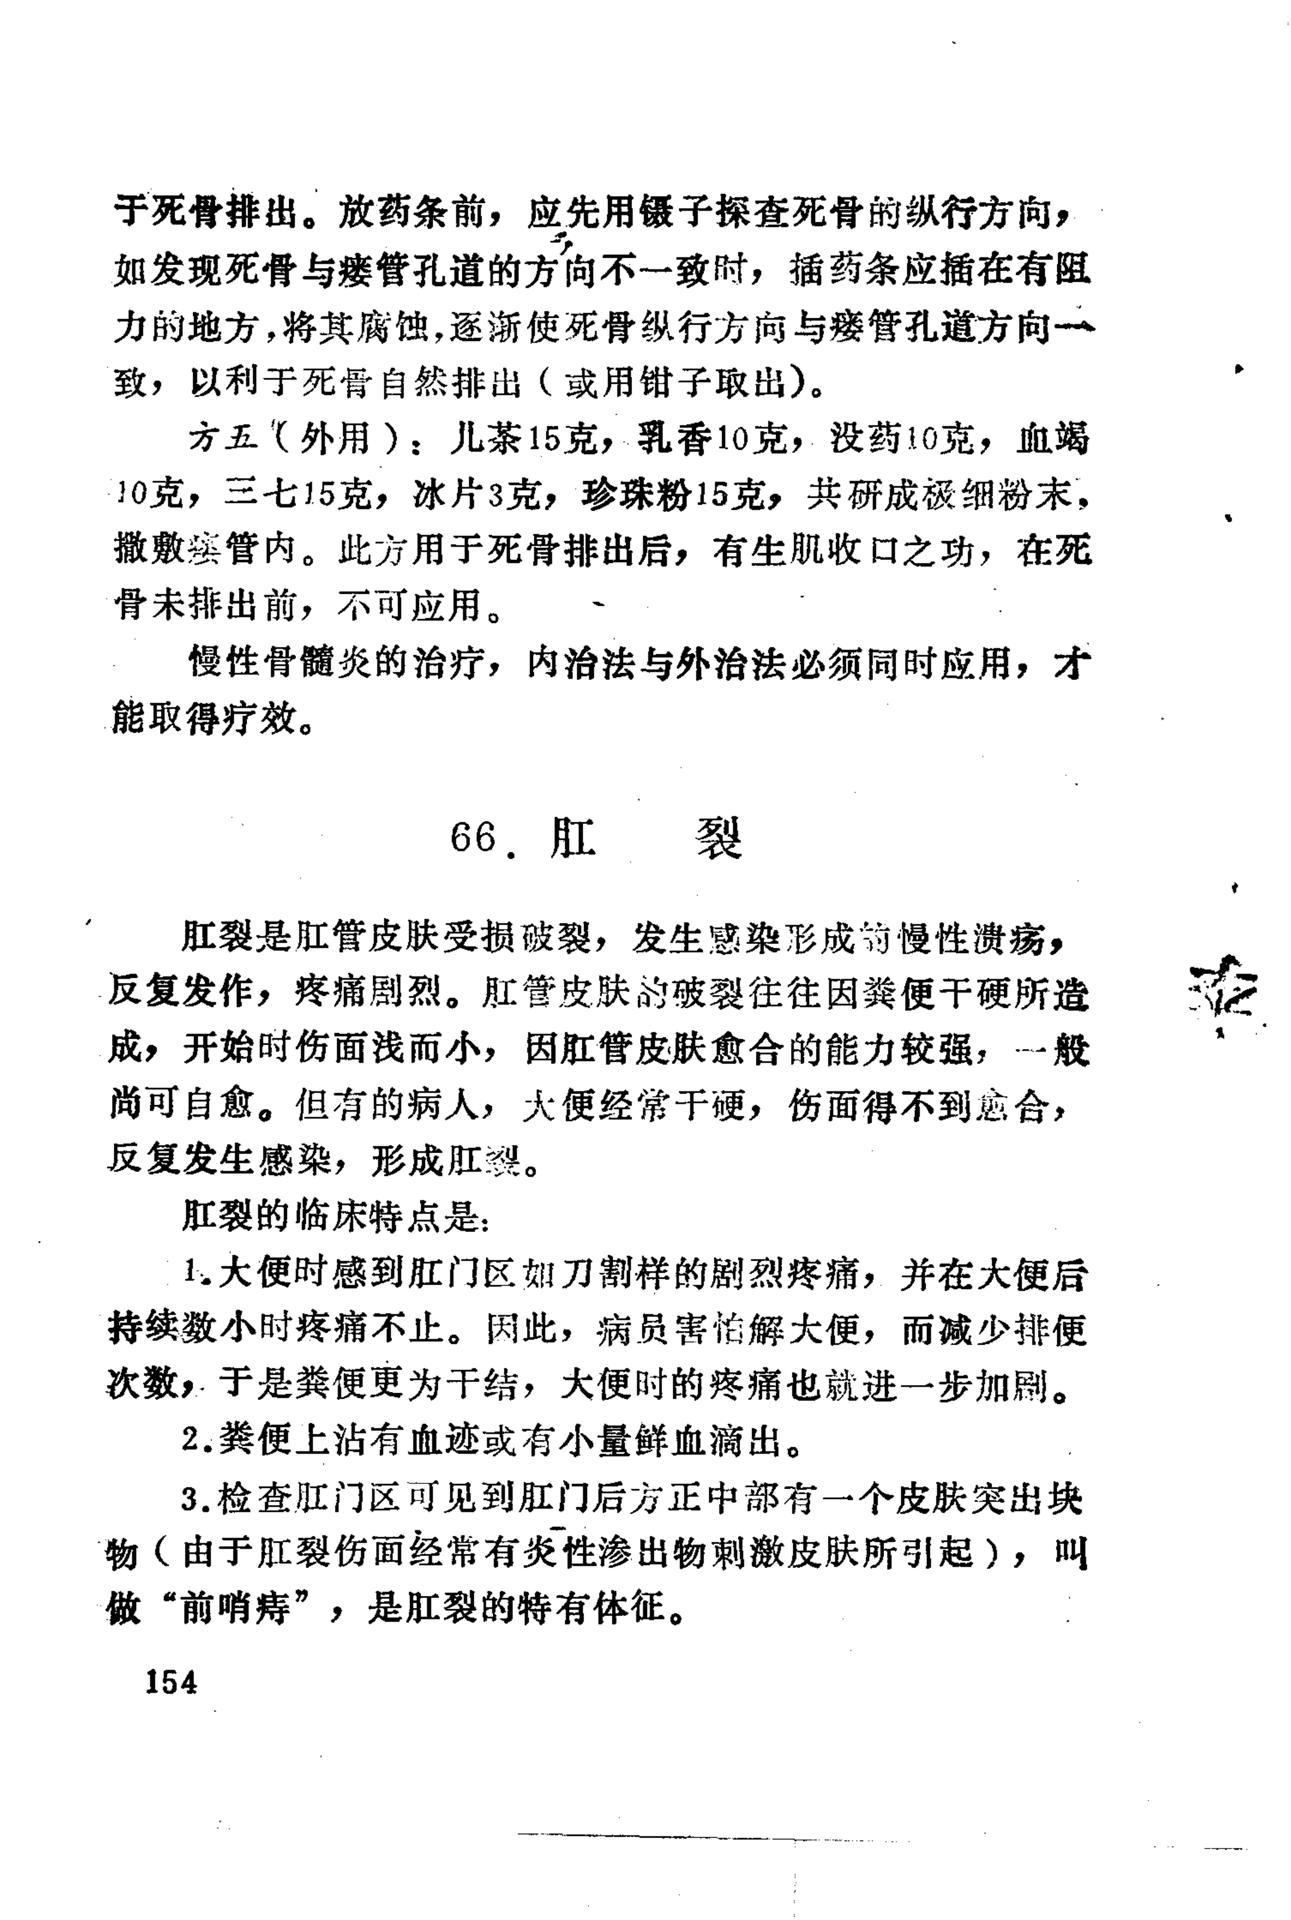 于死骨排出。放药条前，应先用镊子探查死骨的纵行方向，
如发现死骨与瘘管孔道的方向不一致时，插药条应插在有阻
力的地方，将其腐蚀，逐渐使死骨纵行方向与瘘管孔道方向一
致，以利于死骨自然排出（或用钳子取出）。
方五（外用）：儿茶15克，乳香10克，没药10克，血竭
10克，三七15克，冰片3克，珍珠粉15克，共研成极细粉末，
撒敷瘘管内。此方用于死骨排出后，有生肌收口之功，在死
骨未排出前，不可应用。
慢性骨髓炎的治疗，内治法与外治法必须同时应用，才
能取得疗效。
66．肛　裂
肛裂是肛管皮肤受损破裂，发生感染形成的慢性溃疡，
反复发作，疼痛剧烈。肛管皮肤的破裂往往因粪便干硬所造
成，开始时伤面浅而小，因肛管皮肤愈合的能力较强，一般
尚可自愈。但有的病人，大便经常干硬，伤面得不到愈合，
反复发生感染，形成肛裂。
肛裂的临床特点是：
1.大便时感到肛门区如刀割样的剧烈疼痛，并在大便后
持续数小时疼痛不止。因此，病员害怕解大便，而减少排便
次数，于是粪便更为干结，大便时的疼痛也就进一步加剧。
2.粪便上沾有血迹或有小量鲜血滴出。
3.检查肛门区可见到肛门后方正中部有一个皮肤突出块
物（由于肛裂伤面经常有炎性渗出物刺激皮肤所引起），叫
做“前哨痔”，是肛裂的特有体征。
154